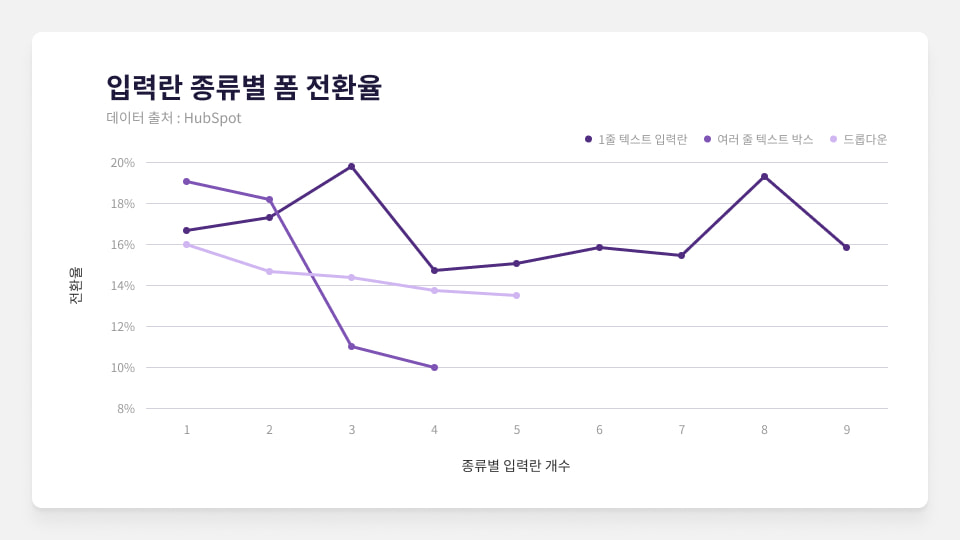 입력란 종류별 폼 전환율
데이터 출처 : HubSpot
1줄 텍스트 입력란 여러 줄 텍스트 박스 드롭다운
20%
18%
16%
14%
12%
10%
8%
전환율
1 2 3 4 5 6 7 8 9
종류별 입력란 개수